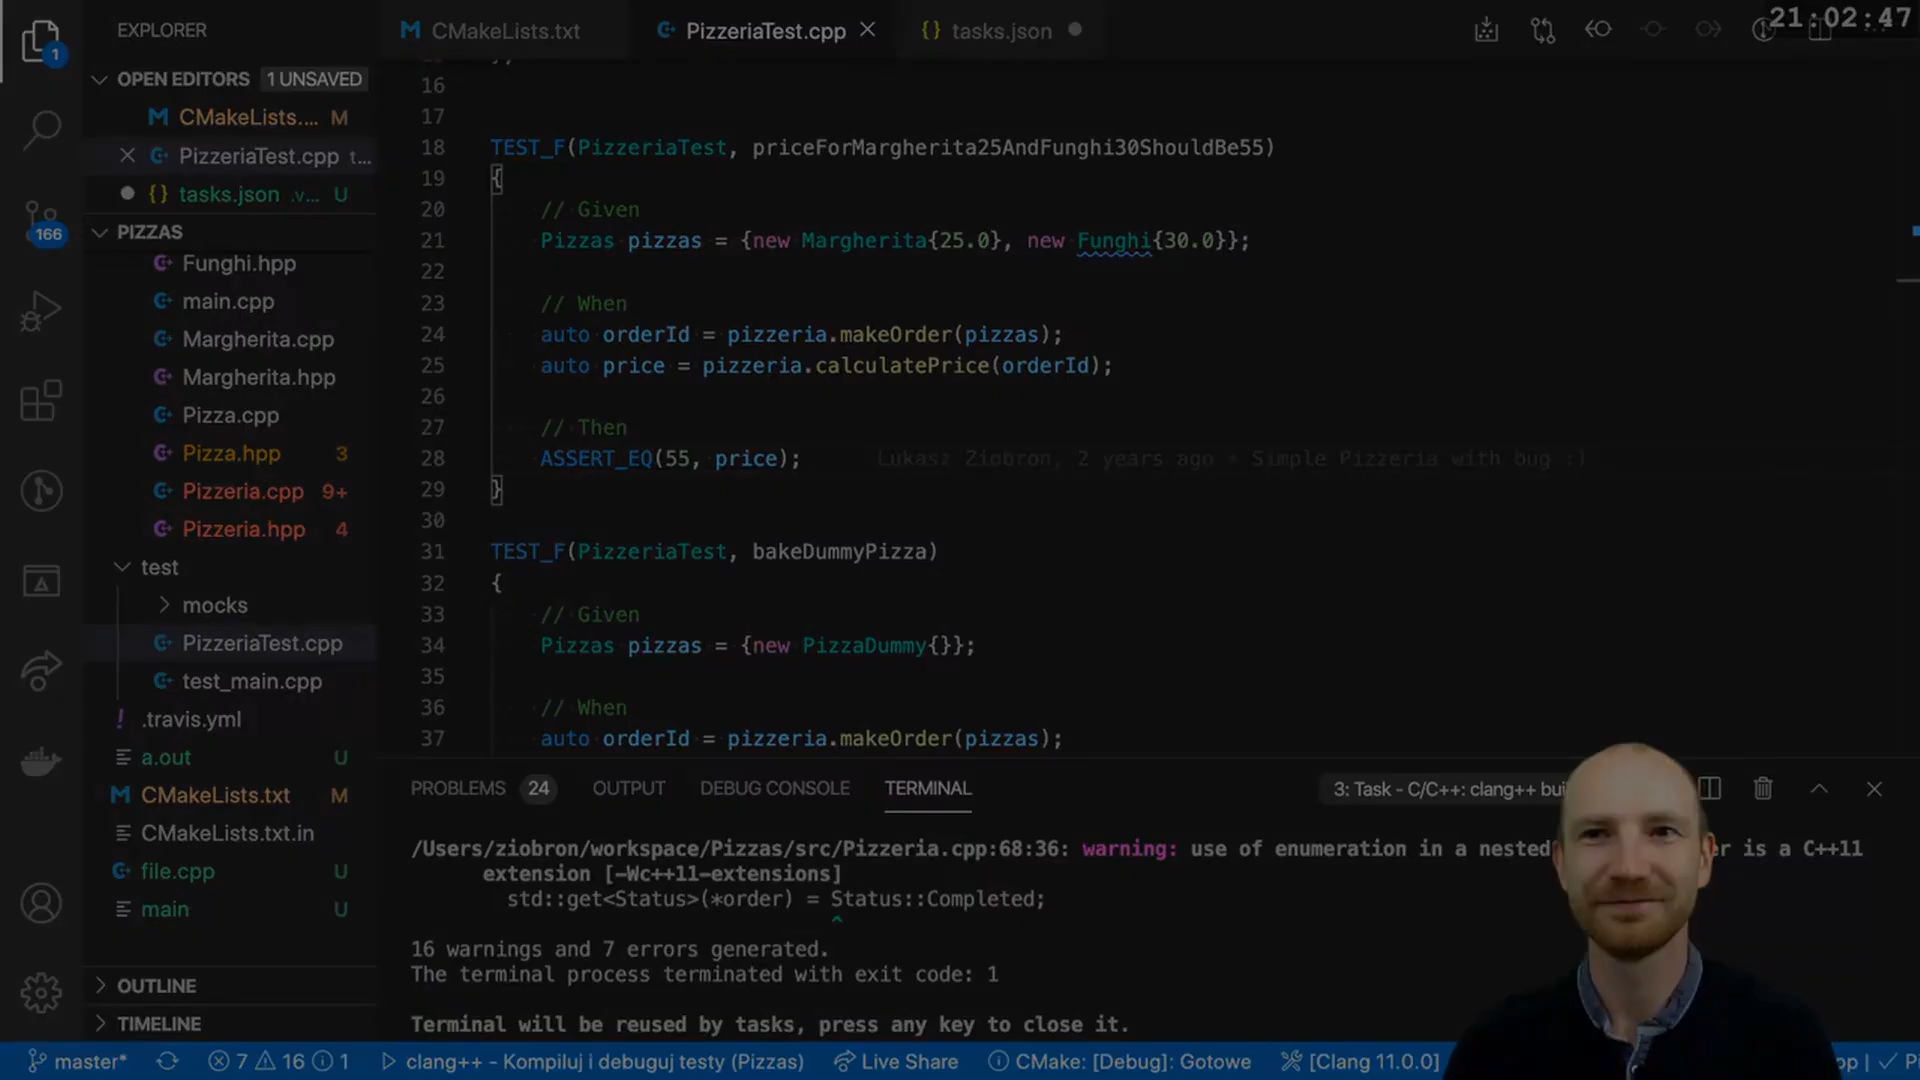 21:02:47
EXPLORER
CMakeLists.txt
PizzeriaTest.cpp
{} tasks.json
OPEN EDITORS 1 UNSAVED
CMakeLists.... M
PizzeriaTest.cpp t...
{} tasks.json .v... U
PIZZAS
Funghi.hpp
main.cpp
Margherita.cpp
Margherita.hpp
Pizza.cpp
Pizza.hpp 3
Pizzeria.cpp 9+
Pizzeria.hpp 4
test
mocks
PizzeriaTest.cpp
test_main.cpp
! .travis.yml
a.out U
CMakeLists.txt M
CMakeLists.txt.in
file.cpp U
main U
OUTLINE
TIMELINE
1
166
16
17
18 TEST_F(PizzeriaTest, priceForMargherita25AndFunghi30ShouldBe55)
19 {
20 // Given
21 Pizzas pizzas = {new Margherita{25.0}, new Funghi{30.0}};
22
23 // When
24 auto orderId = pizzeria.makeOrder(pizzas);
25 auto price = pizzeria.calculatePrice(orderId);
26
27 // Then
28 ASSERT_EQ(55, price); Lukasz Ziobron, 2 years ago • Simple Pizzeria with bug :)
29 }
30
31 TEST_F(PizzeriaTest, bakeDummyPizza)
32 {
33 // Given
34 Pizzas pizzas = {new PizzaDummy{}};
35
36 // When
37 auto orderId = pizzeria.makeOrder(pizzas);
PROBLEMS 24 OUTPUT DEBUG CONSOLE TERMINAL
3: Task - C/C++: clang++ bui
/Users/ziobron/workspace/Pizzas/src/Pizzeria.cpp:68:36: warning: use of enumeration in a nested r is a C++11
extension [-Wc++11-extensions]
std::get<Status>(*order) = Status::Completed;
^
16 warnings and 7 errors generated.
The terminal process terminated with exit code: 1
Terminal will be reused by tasks, press any key to close it.
master* 7 16 1 clang++ - Kompiluj i debuguj testy (Pizzas) Live Share CMake: [Debug]: Gotowe [Clang 11.0.0]